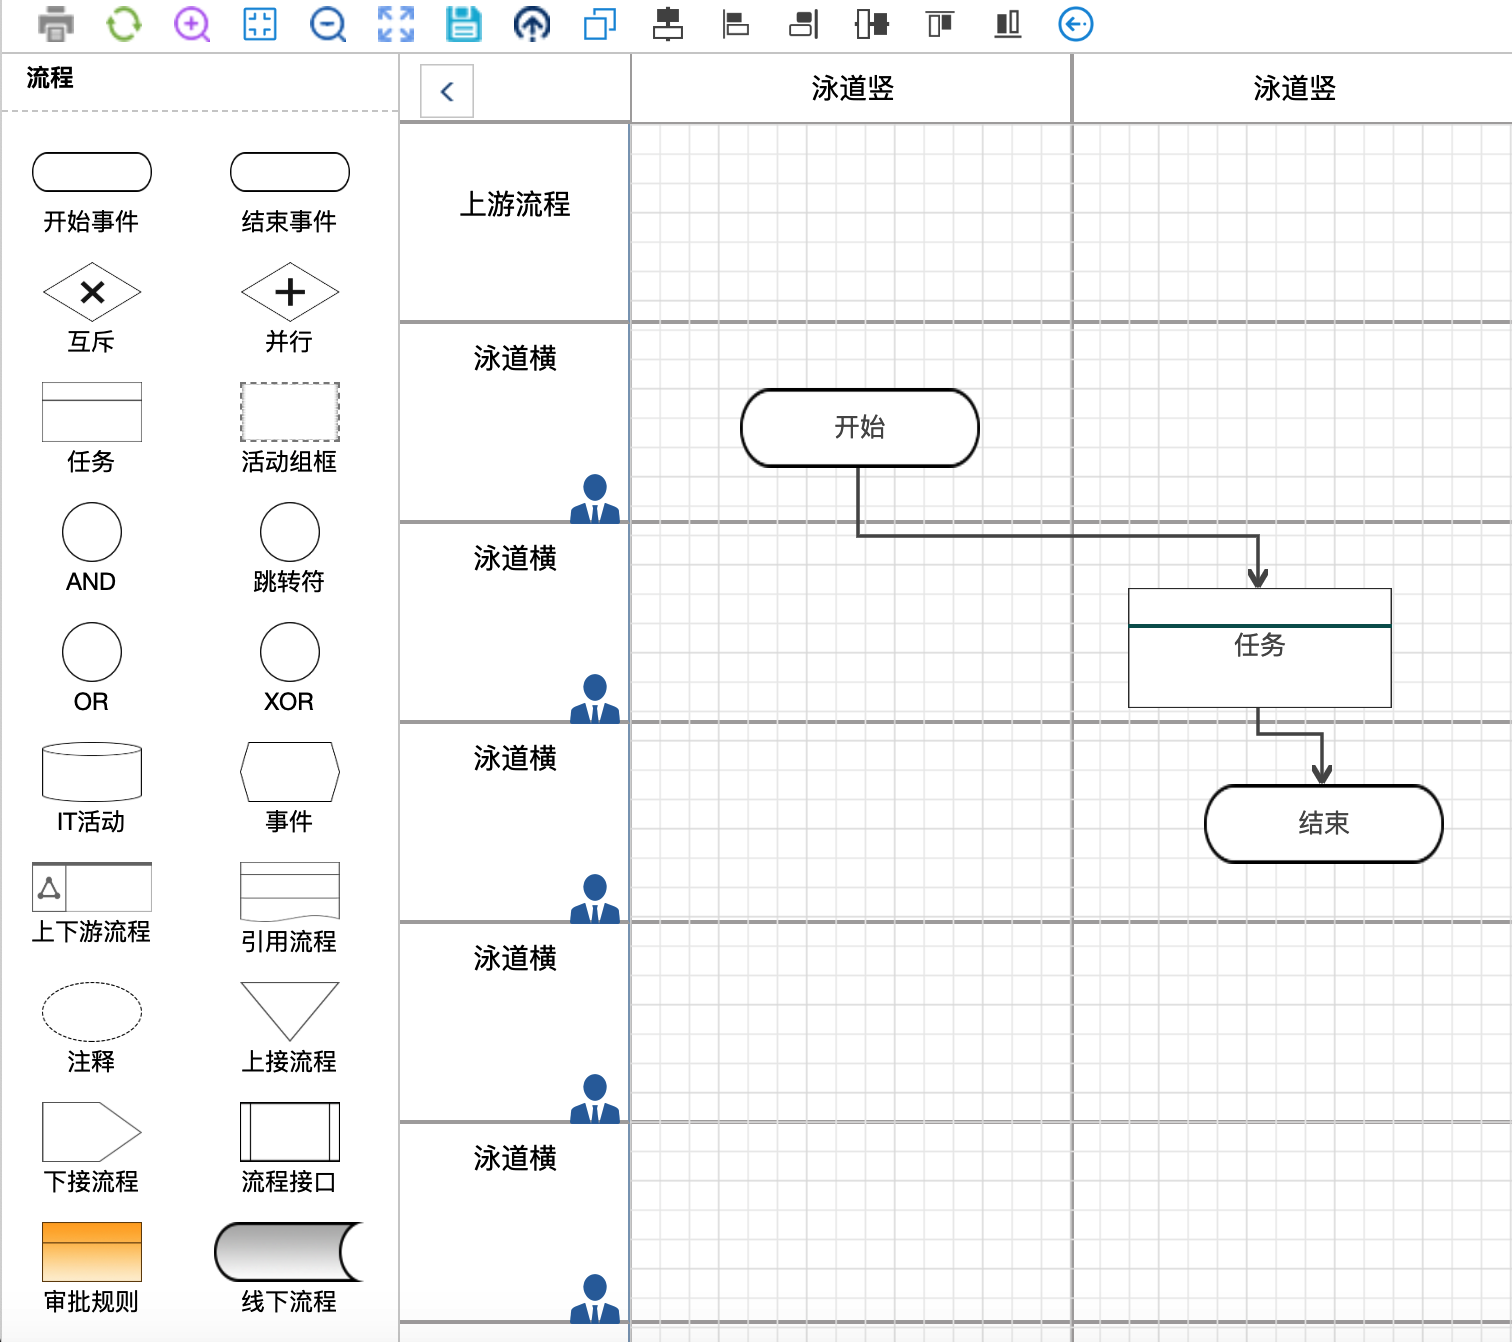 流程
开始事件
结束事件
互斥
并行
任务
活动组框
AND
跳转符
OR
XOR
IT活动
事件
上下游流程
引用流程
注释
上接流程
下接流程
流程接口
审批规则
线下流程
泳道竖
泳道竖
上游流程
泳道横
开始
泳道横
任务
泳道横
结束
泳道横
泳道横